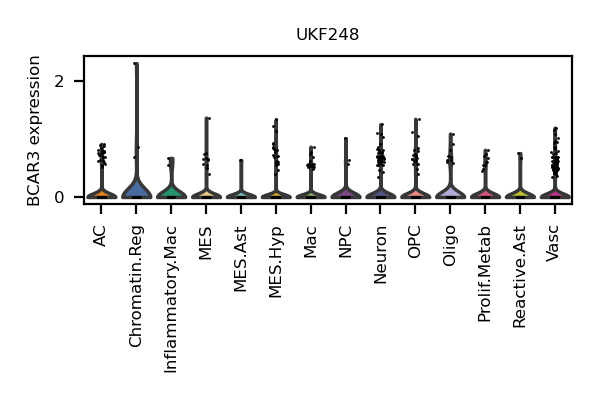 UKF248
BCAR3 expression
2
0
AC
Chromatin.Reg
Inflammatory.Mac
MES
MES.Ast
MES.Hyp
Mac
NPC
Neuron
OPC
Oligo
Prolif.Metab
Reactive.Ast
Vasc